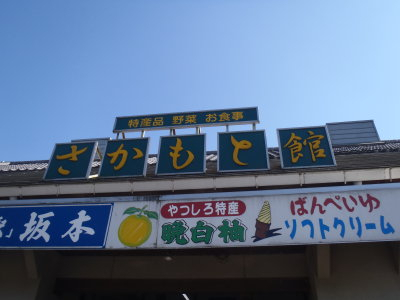 特産品 野菜 お食事
さかもと館
坂本
やつしろ特産
晩白柚
ばんぺいゆ
ソフトクリーム